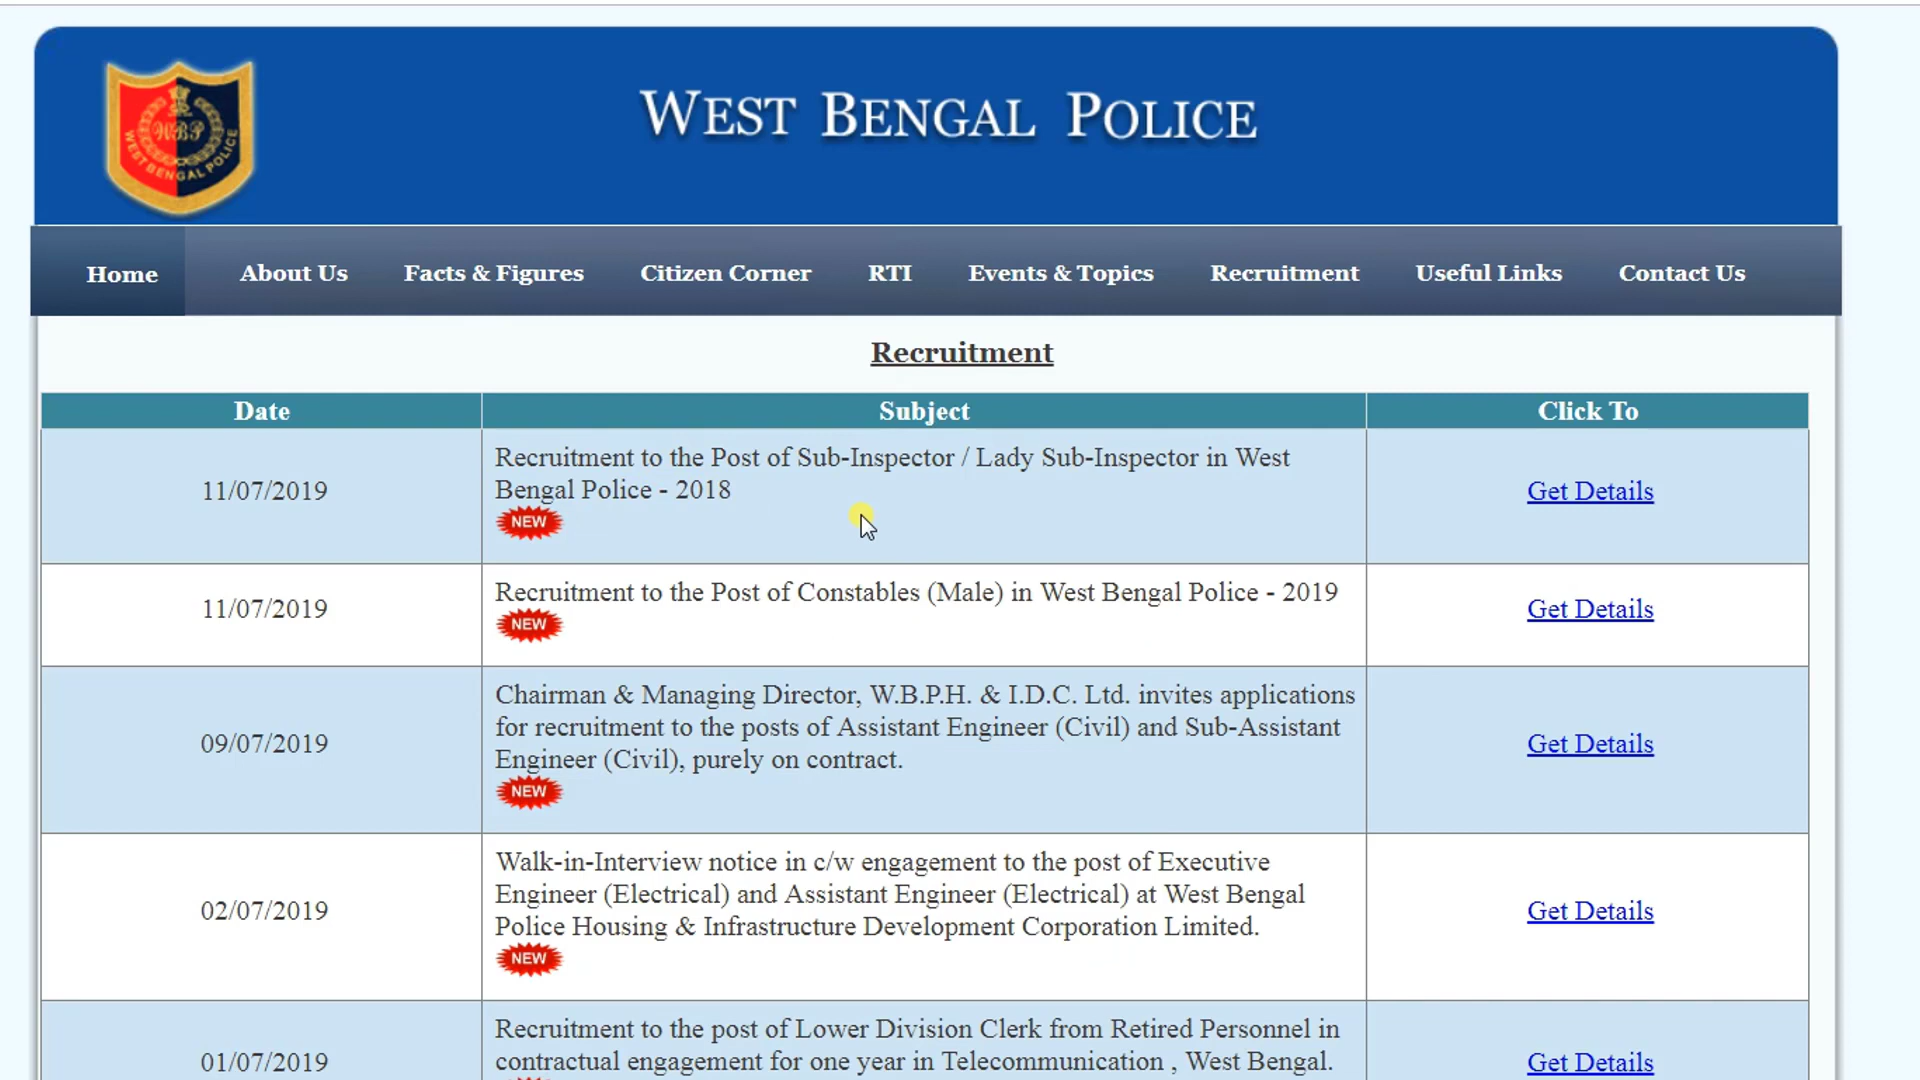 WBP
WEST BENGAL POLICE
WEST BENGAL POLICE
Home About Us Facts & Figures Citizen Corner RTI Events & Topics Recruitment Useful Links Contact Us
Recruitment
Date Subject Click To
11/07/2019
Recruitment to the Post of Sub-Inspector / Lady Sub-Inspector in West
Bengal Police - 2018
NEW
Get Details
11/07/2019
Recruitment to the Post of Constables (Male) in West Bengal Police - 2019
NEW
Get Details
09/07/2019
Chairman & Managing Director, W.B.P.H. & I.D.C. Ltd. invites applications
for recruitment to the posts of Assistant Engineer (Civil) and Sub-Assistant
Engineer (Civil), purely on contract.
NEW
Get Details
02/07/2019
Walk-in-Interview notice in c/w engagement to the post of Executive
Engineer (Electrical) and Assistant Engineer (Electrical) at West Bengal
Police Housing & Infrastructure Development Corporation Limited.
NEW
Get Details
01/07/2019
Recruitment to the post of Lower Division Clerk from Retired Personnel in
contractual engagement for one year in Telecommunication , West Bengal.
Get Details